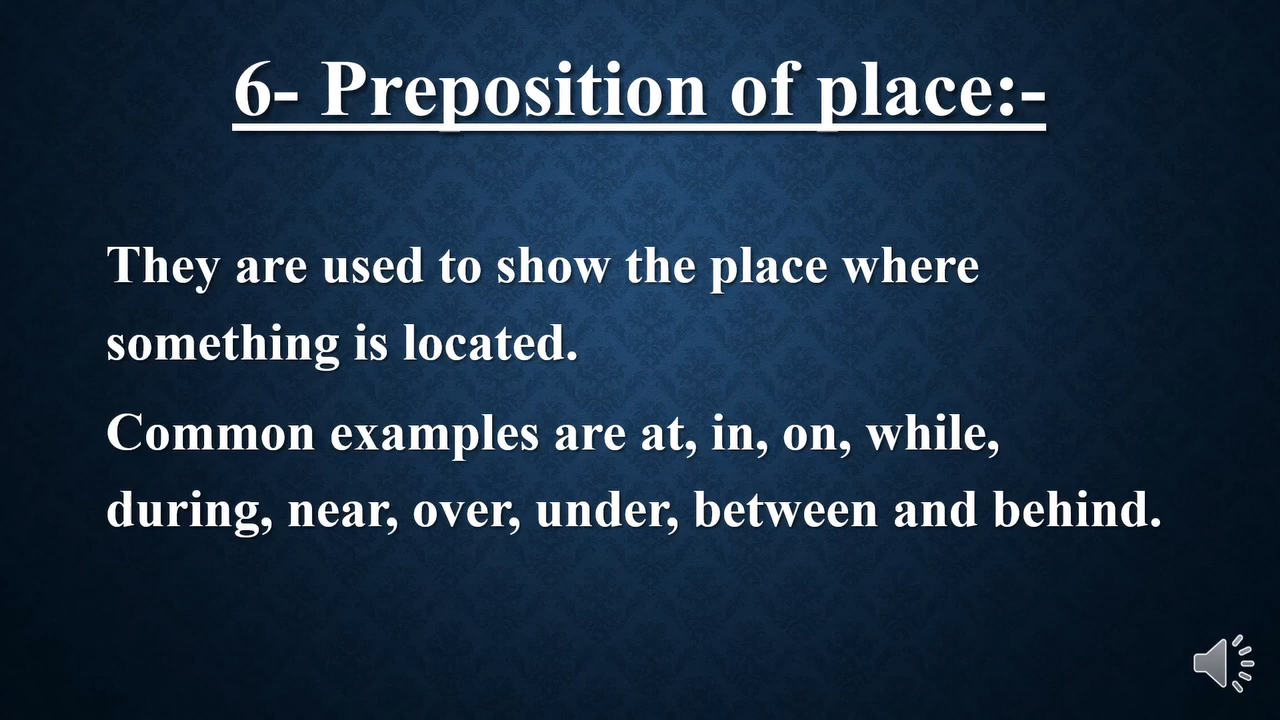 6- Preposition of place:-
They are used to show the place where
something is located.
Common examples are at, in, on, while,
during, near, over, under, between and behind.